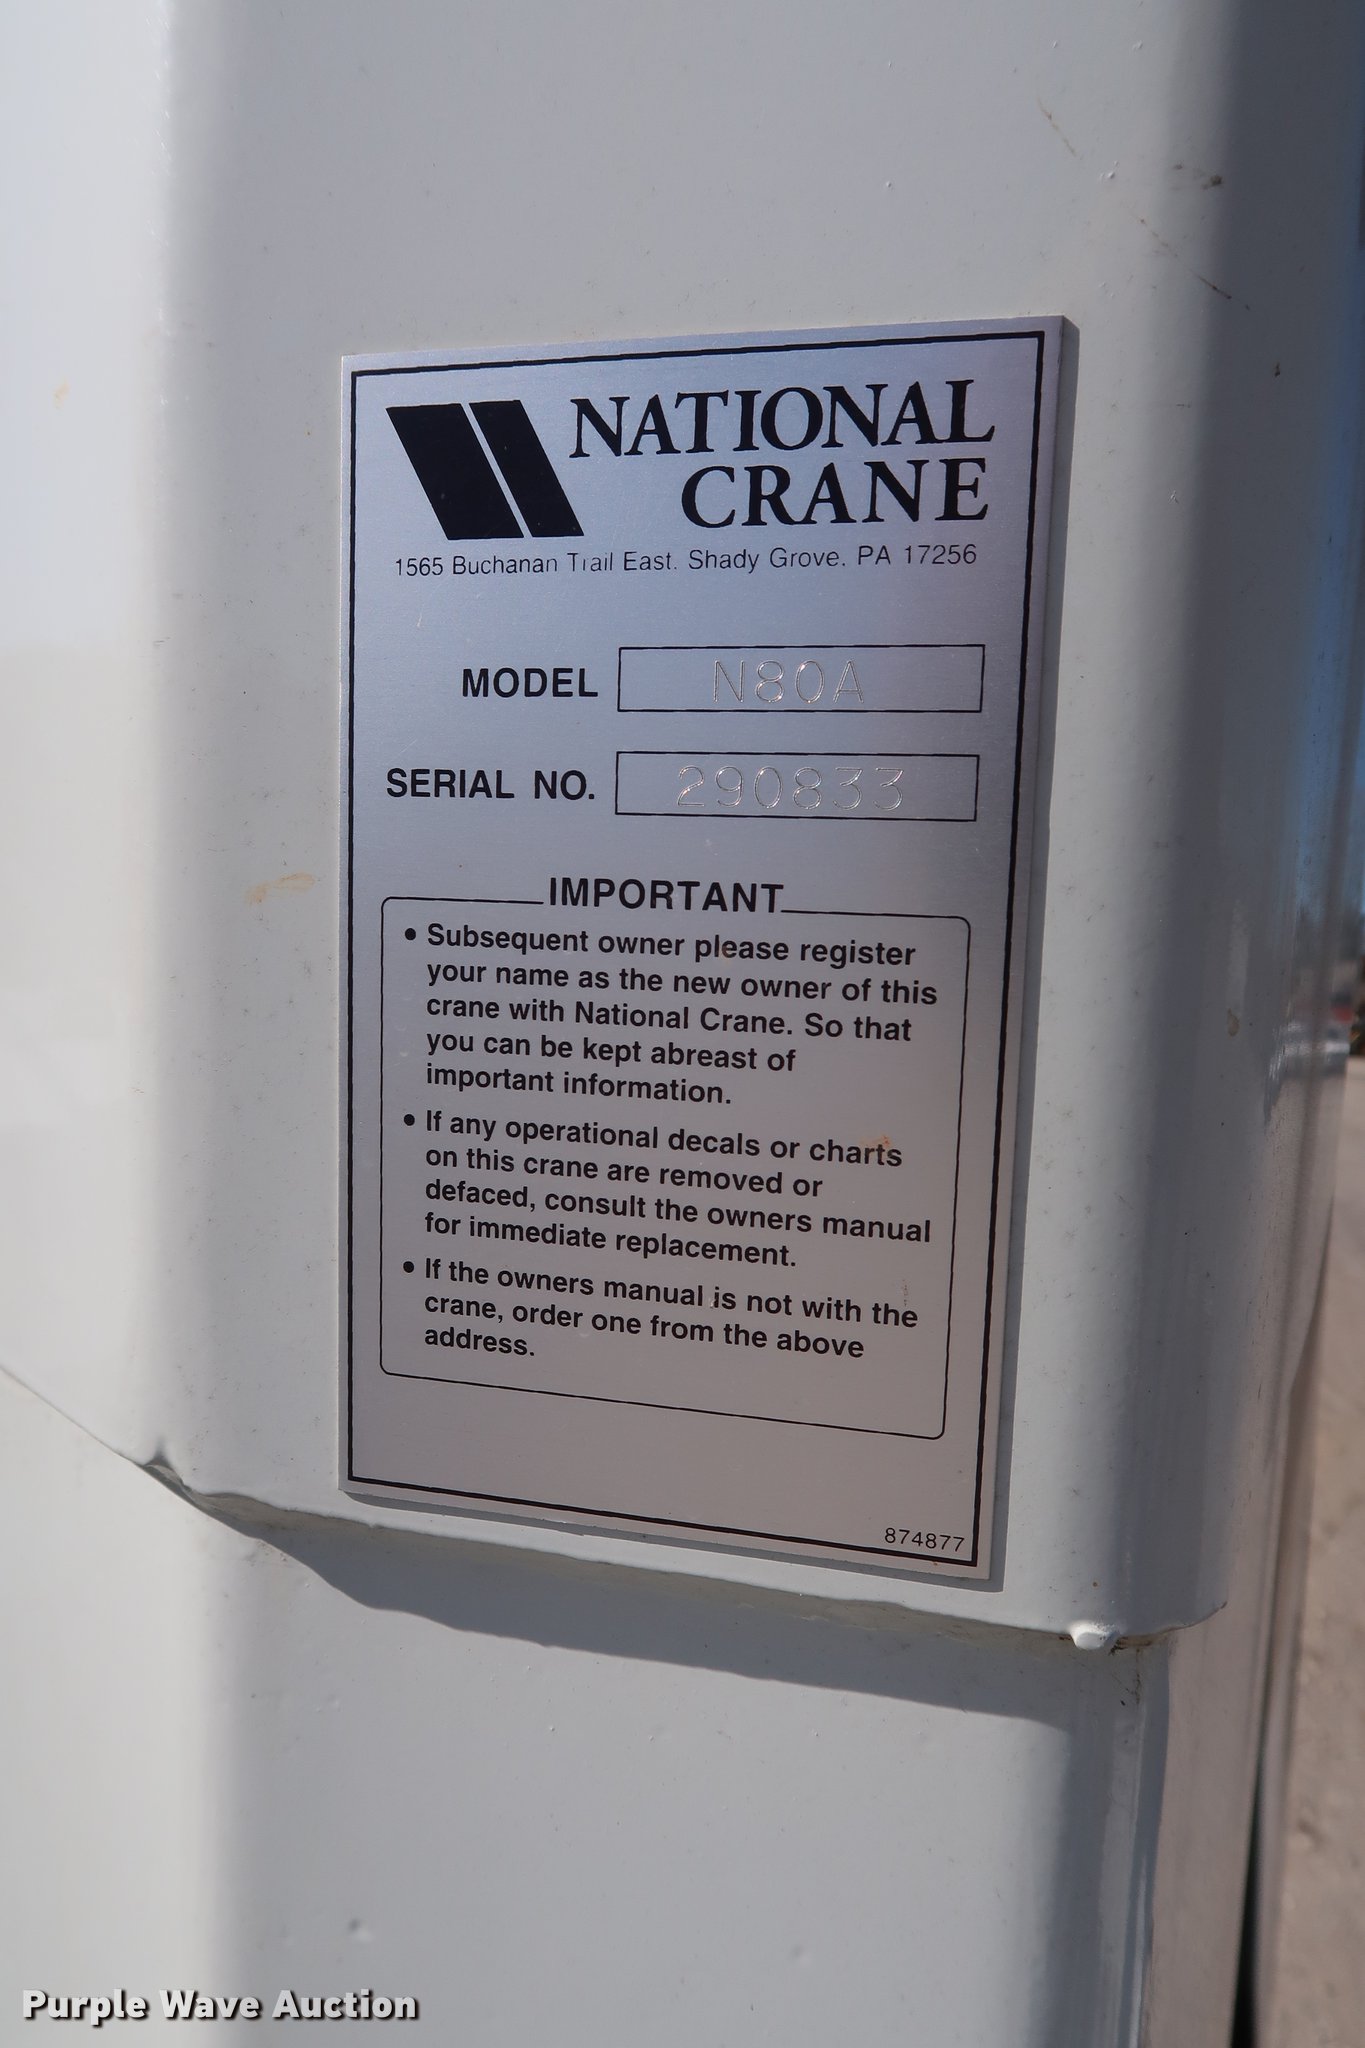 NATIONAL
CRANE
1565 Buchanan Trail East. Shady Grove. PA 17256
MODEL N80A
SERIAL NO. 290833
IMPORTANT
• Subsequent owner please register
your name as the new owner of this
crane with National Crane. So that
you can be kept abreast of
important information.
• If any operational decals or charts
on this crane are removed or
defaced, consult the owners manual
for immediate replacement.
• If the owners manual is not with the
crane, order one from the above
address.
874877
Purple Wave Auction